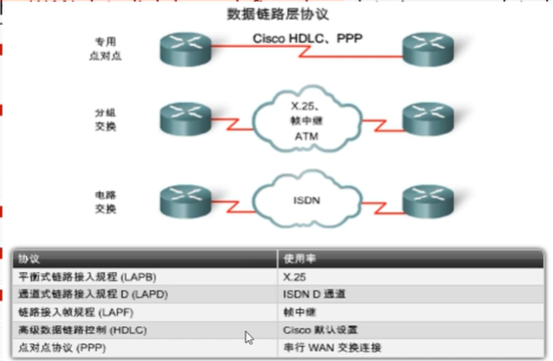 数据链路层协议
专用
点对点
Cisco HDLC、PPP
分组
交换
X.25、
帧中继
ATM
电路
交换
ISDN
协议 使用率
平衡式链路接入规程 (LAPB) X.25
通道式链路接入规程 D (LAPD) ISDN D 通道
链路接入帧规程 (LAPF) 帧中继
高级数据链路控制 (HDLC) Cisco 默认设置
点对点协议 (PPP) 串行 WAN 交换连接